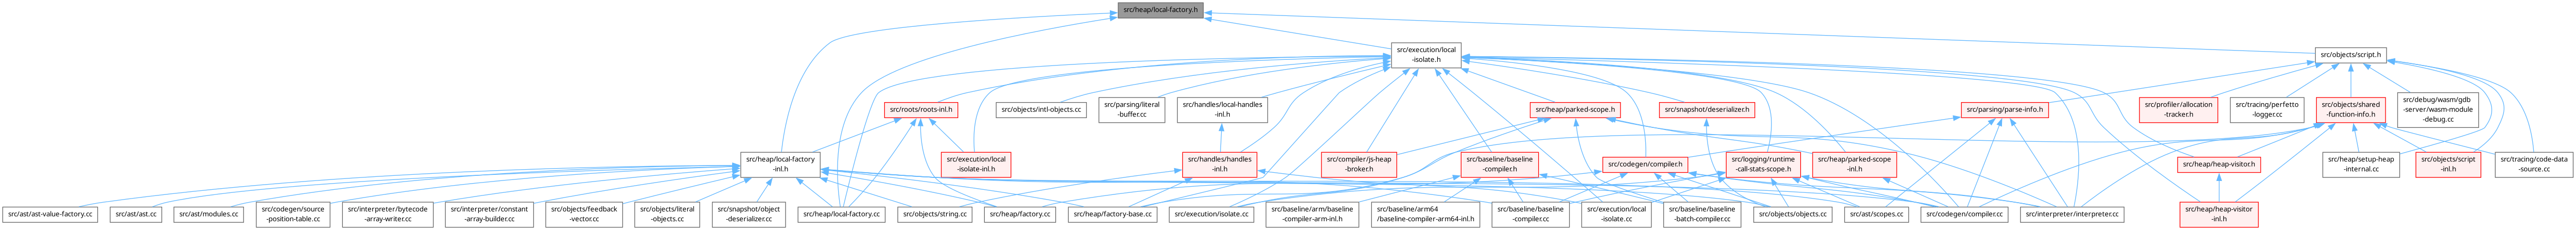 src/heap/local-factory.h
src/execution/local
-isolate.h
src/objects/script.h
src/roots/roots-inl.h
src/objects/intl-objects.cc
src/parsing/literal
-buffer.cc
src/handles/local-handles
-inl.h
src/heap/parked-scope.h
src/snapshot/deserializer.h
src/parsing/parse-info.h
src/profiler/allocation
-tracker.h
src/tracing/perfetto
-logger.cc
src/objects/shared
-function-info.h
src/debug/wasm/gdb
-server/wasm-module
-debug.cc
src/heap/local-factory
-inl.h
src/execution/local
-isolate-inl.h
src/handles/handles
-inl.h
src/compiler/js-heap
-broker.h
src/baseline/baseline
-compiler.h
src/codegen/compiler.h
src/logging/runtime
-call-stats-scope.h
src/heap/parked-scope
-inl.h
src/heap/heap-visitor.h
src/heap/setup-heap
-internal.cc
src/objects/script
-inl.h
src/tracing/code-data
-source.cc
src/ast/ast-value-factory.cc
src/ast/ast.cc
src/ast/modules.cc
src/codegen/source
-position-table.cc
src/interpreter/bytecode
-array-writer.cc
src/interpreter/constant
-array-builder.cc
src/objects/feedback
-vector.cc
src/objects/literal
-objects.cc
src/snapshot/object
-deserializer.cc
src/heap/local-factory.cc
src/objects/string.cc
src/heap/factory.cc
src/heap/factory-base.cc
src/execution/isolate.cc
src/baseline/arm/baseline
-compiler-arm-inl.h
src/baseline/arm64
/baseline-compiler-arm64-inl.h
src/baseline/baseline
-compiler.cc
src/execution/local
-isolate.cc
src/baseline/baseline
-batch-compiler.cc
src/objects/objects.cc
src/ast/scopes.cc
src/codegen/compiler.cc
src/interpreter/interpreter.cc
src/heap/heap-visitor
-inl.h